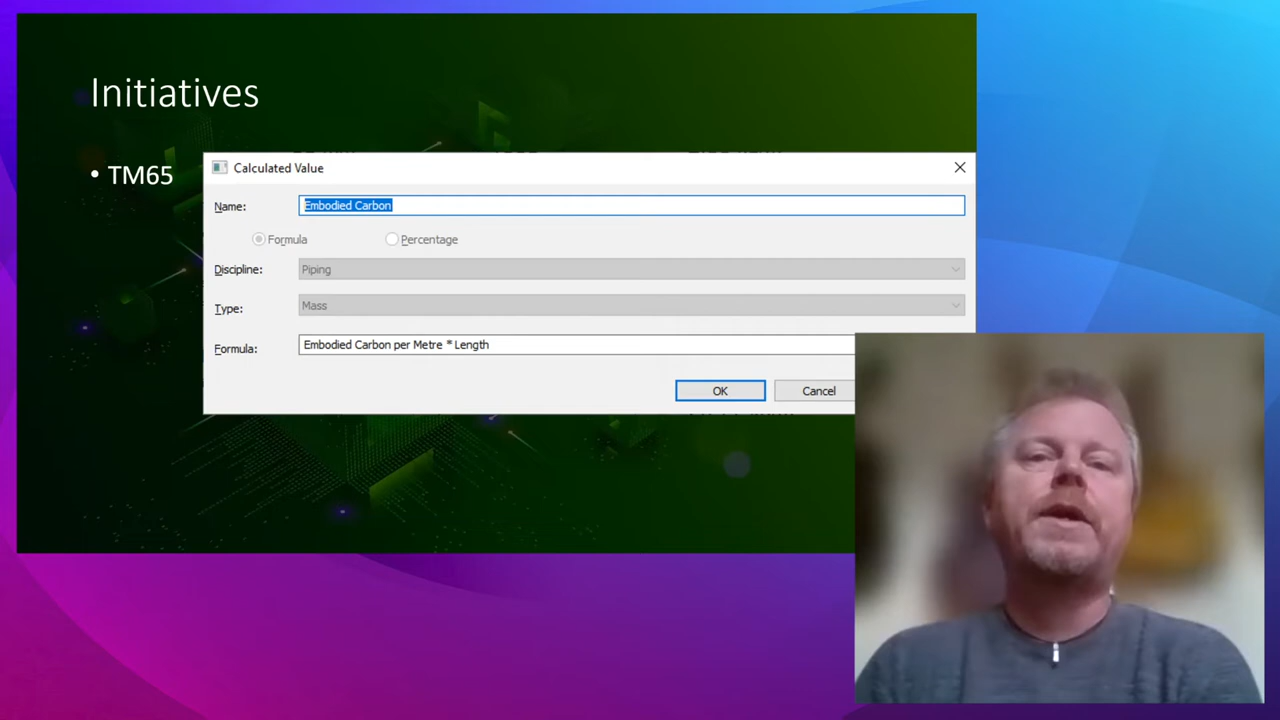 Initiatives
• TM65
Calculated Value
Name: Embodied Carbon
Formula Percentage
Discipline: Piping
Type: Mass
Formula: Embodied Carbon per Metre * Length
OK Cancel